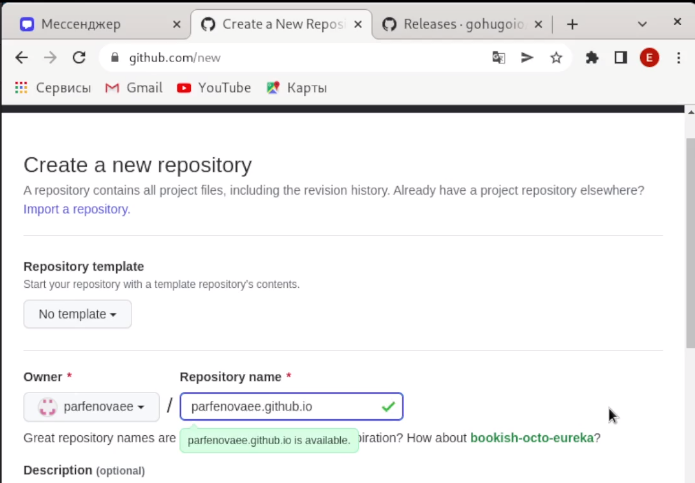 Мессенджер
Create a New Repos
Releases · gohugoio
github.com/new
E
Сервисы Gmail YouTube Карты
Create a new repository
A repository contains all project files, including the revision history. Already have a project repository elsewhere?
Import a repository.
Repository template
Start your repository with a template repository's contents.
No template
Owner * Repository name *
parfenovaee / parfenovaee.github.io
Great repository names are parfenovaee.github.io is available. piration? How about bookish-octo-eureka?
Description (optional)